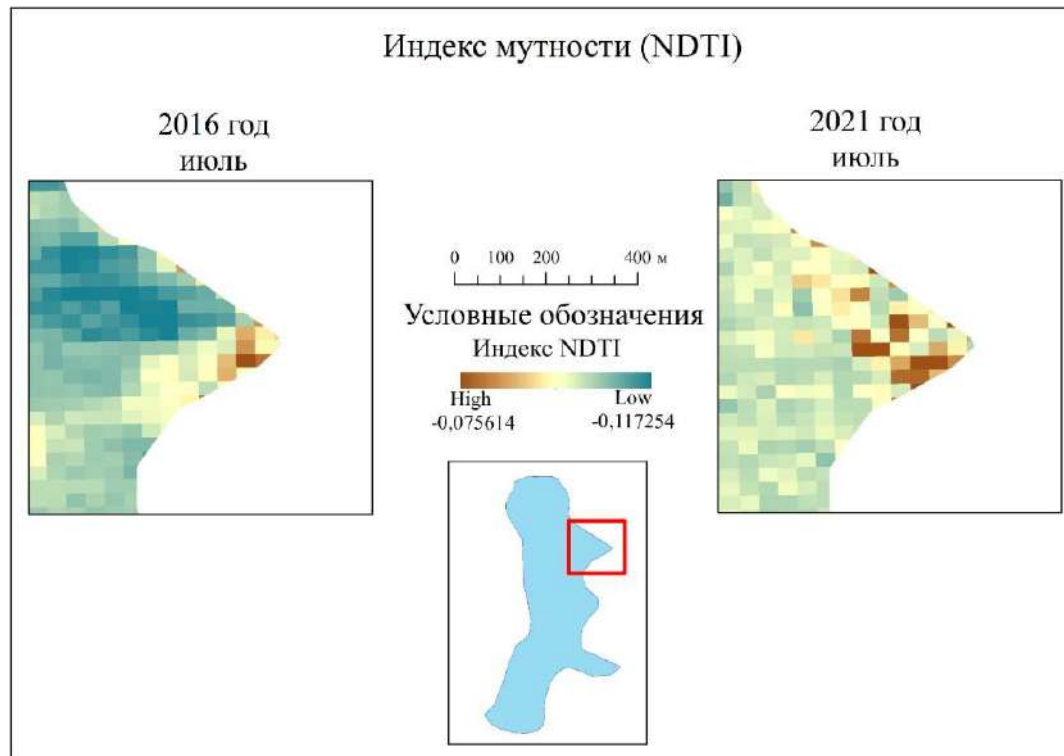 Индекс мутности (NDTI)
2016 год
июль
2021 год
июль
0 100 200 400 м
Условные обозначения
Индекс NDTI
High Low
-0,075614 -0,117254